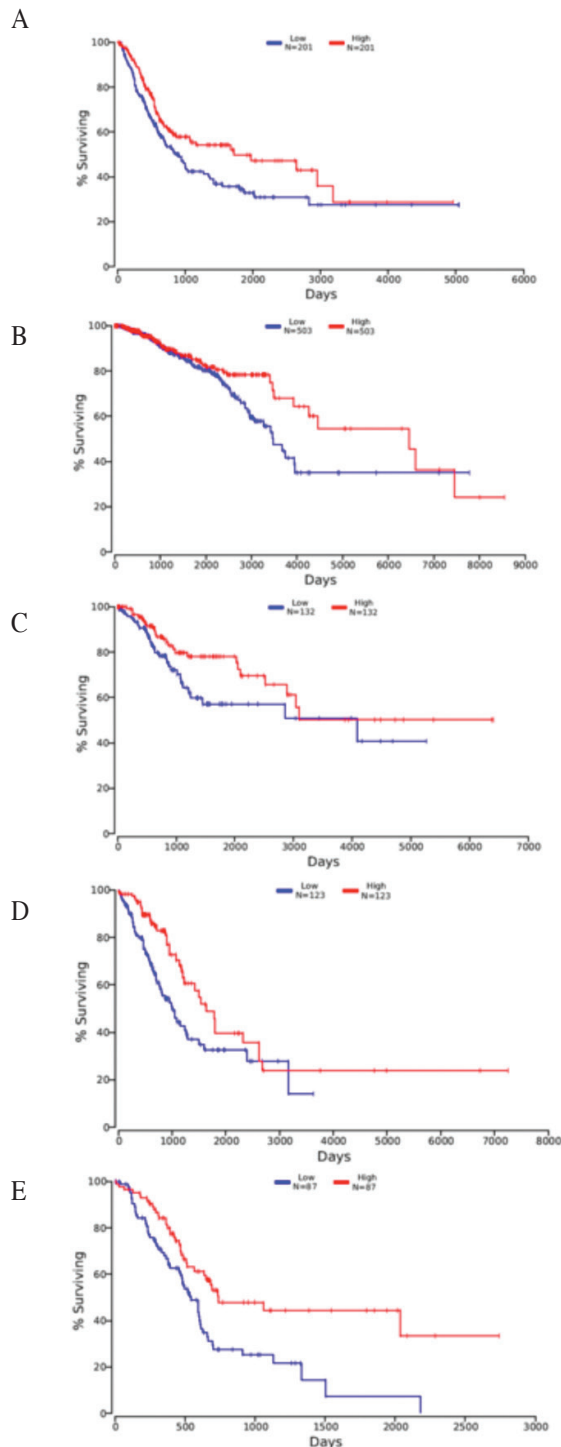 A
Low
N=201
High
N=201
100
80
60
40
20
0
% Surviving
0 1000 2000 3000 4000 5000 6000
Days
B
Low
N=503
High
N=503
100
80
60
40
20
0
% Surviving
0 1000 2000 3000 4000 5000 6000 7000 8000 9000
Days
C
Low
N=132
High
N=132
100
80
60
40
20
0
% Surviving
0 1000 2000 3000 4000 5000 6000 7000
Days
D
Low
N=123
High
N=123
100
80
60
40
20
0
% Surviving
0 1000 2000 3000 4000 5000 6000 7000 8000
Days
E
Low
N=87
High
N=87
100
80
60
40
20
0
% Surviving
0 500 1000 1500 2000 2500 3000
Days